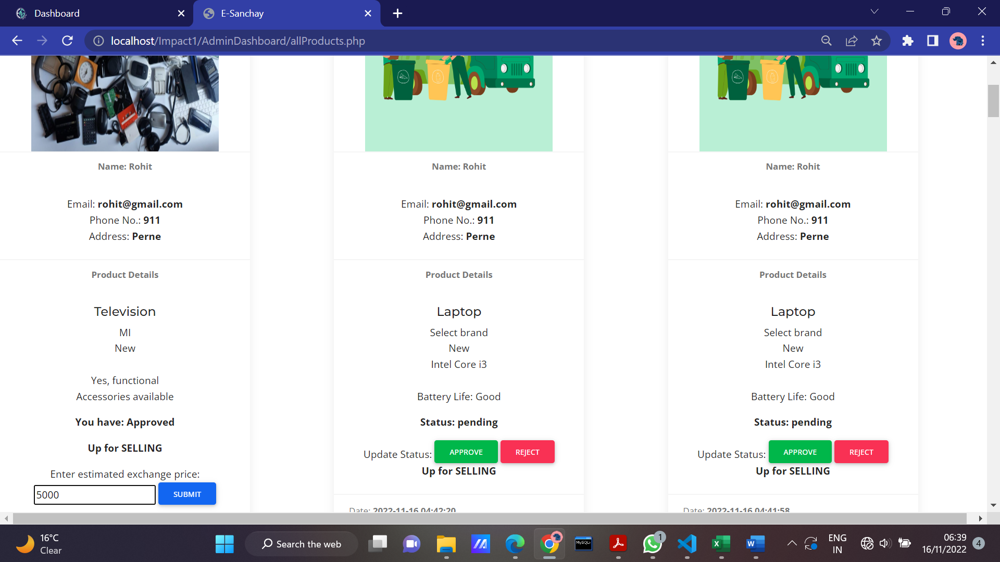 Dashboard
E-Sanchay
localhost/Impact1/AdminDashboard/allProducts.php
Name: Rohit
Email: rohit@gmail.com
Phone No.: 911
Address: Perne
Product Details
Television
MI
New
Yes, functional
Accessories available
You have: Approved
Up for SELLING
Enter estimated exchange price:
5000
SUBMIT
Name: Rohit
Email: rohit@gmail.com
Phone No.: 911
Address: Perne
Product Details
Laptop
Select brand
New
Intel Core i3
Battery Life: Good
Status: pending
Update Status: APPROVE REJECT
Up for SELLING
Date: 2022-11-16 04:42:20
Name: Rohit
Email: rohit@gmail.com
Phone No.: 911
Address: Perne
Product Details
Laptop
Select brand
New
Intel Core i3
Battery Life: Good
Status: pending
Update Status: APPROVE REJECT
Up for SELLING
Date: 2022-11-16 04:41:58
16°C
Clear
Search the web
MySQL
1
ENG
IN
06:39
16/11/2022
4